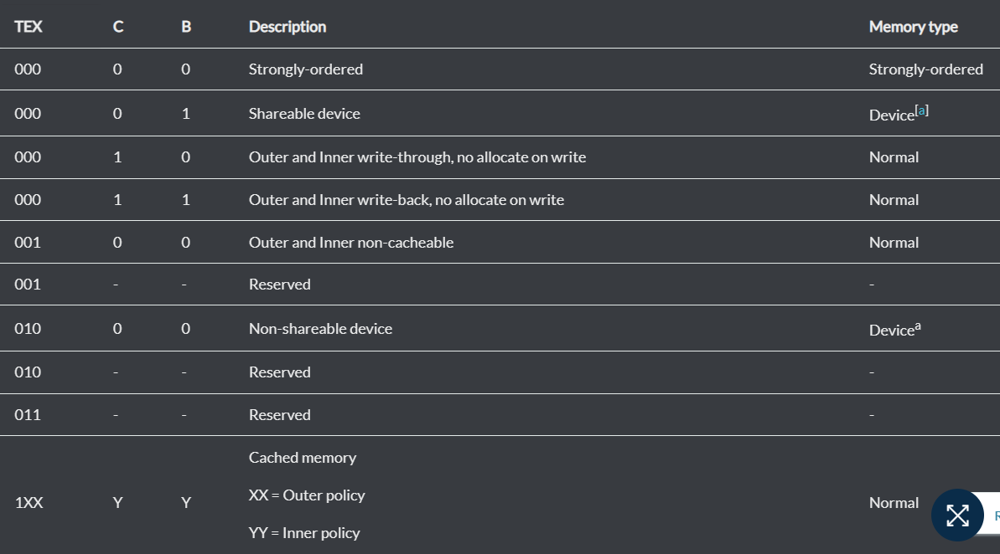 TEX C B Description Memory type
000 0 0 Strongly-ordered Strongly-ordered
000 0 1 Shareable device Device[a]
000 1 0 Outer and Inner write-through, no allocate on write Normal
000 1 1 Outer and Inner write-back, no allocate on write Normal
001 0 0 Outer and Inner non-cacheable Normal
001 - - Reserved -
010 0 0 Non-shareable device Devicea
010 - - Reserved -
011 - - Reserved -
Cached memory
XX = Outer policy
1XX Y Y Normal
YY = Inner policy